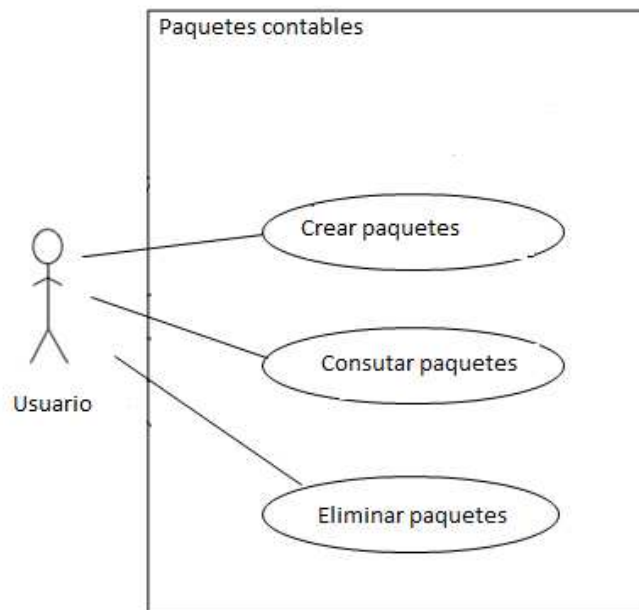 Paquetes contables
Crear paquetes
Consutar paquetes
Usuario
Eliminar paquetes